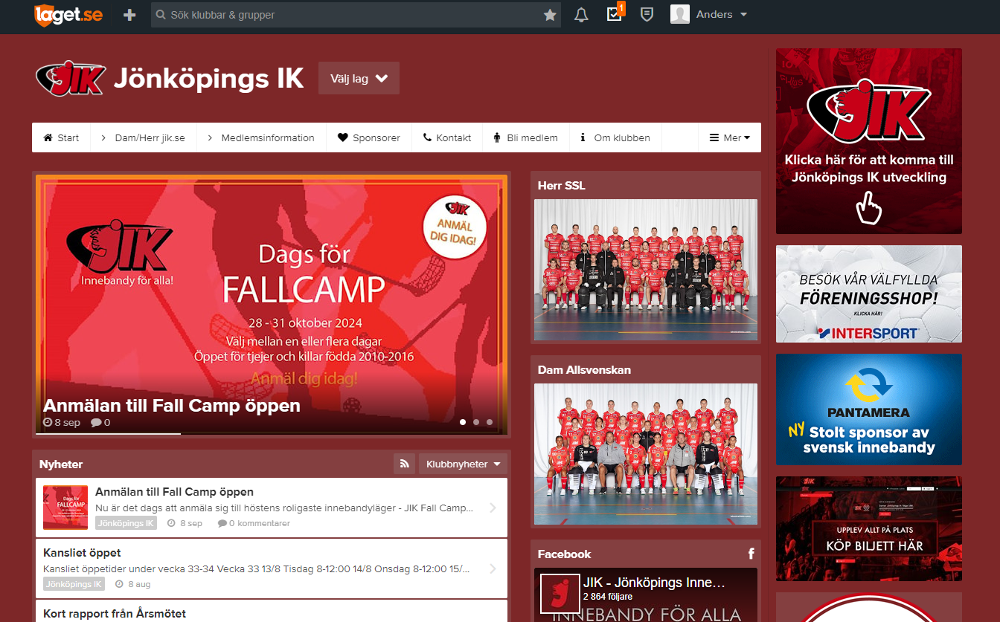 laget.se
Sök klubbar & grupper
1
Anders
JIK
Jönköpings IK
Välj lag
Start
Dam/Herr jik.se
Medlemsinformation
Sponsorer
Kontakt
Bli medlem
Om klubben
Mer
JIK
Innebandy för alla!
JIK
ANMÄL
DIG IDAG!
Dags för
FALLCAMP
28 - 31 oktober 2024
Välj mellan en eller flera dagar
Öppet för tjejer och killar födda 2010-2016
Anmäl dig idag!
Anmälan till Fall Camp öppen
8 sep
0
Nyheter
Klubbnyheter
Dags för
FALLCAMP
Anmälan till Fall Camp öppen
Nu är det dags att anmäla sig till höstens roligaste innebandyläger - JIK Fall Camp...
Jönköpings IK
8 sep
0 kommentarer
Kansliet öppet
Kansliet öppetider under vecka 33-34 Vecka 33 13/8 Tisdag 8-12:00 14/8 Onsdag 8-12:00 15/...
Jönköpings IK
8 aug
Kort rapport från Årsmötet
Herr SSL
Dam Allsvenskan
Facebook
JIK - Jönköpings Inne...
2 864 följare
INNEBANDY FÖR ALLA
JIK
Klicka här för att komma till
Jönköpings IK utveckling
BESÖK VÅR VÄLFYLLDA
FÖRENINGSSHOP!
KLICKA HÄR!
INTERSPORT
PANTAMERA
NY Stolt sponsor av
svensk innebandy
JIK
UPPLEV ALLT PÅ PLATS
KÖP BILJETT HÄR